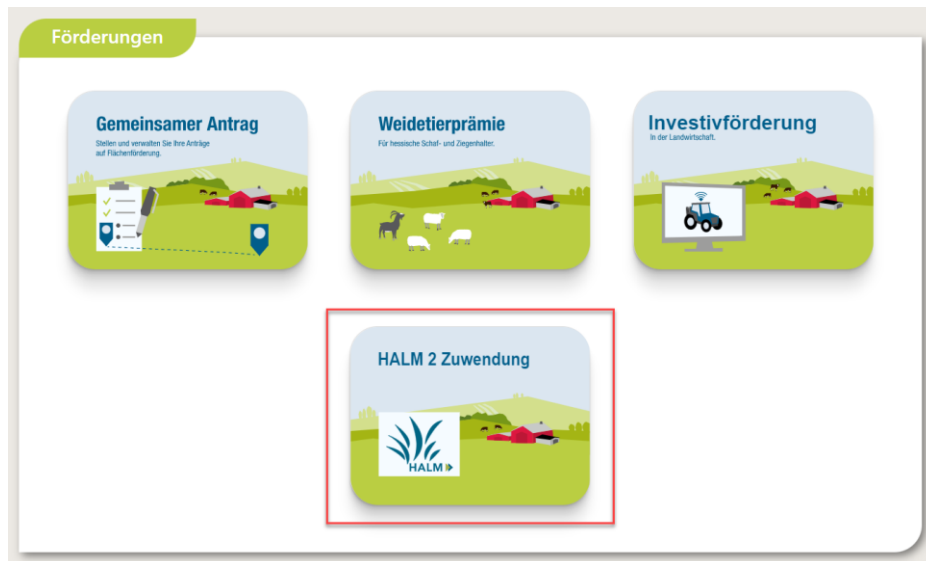 Förderungen
Gemeinsamer Antrag
Stellen und verwalten Sie Ihre Anträge
auf Flächenförderung.
Weidetierprämie
Für hessische Schaf- und Ziegenhalter.
Investivförderung
In der Landwirtschaft.
HALM 2 Zuwendung
HALM